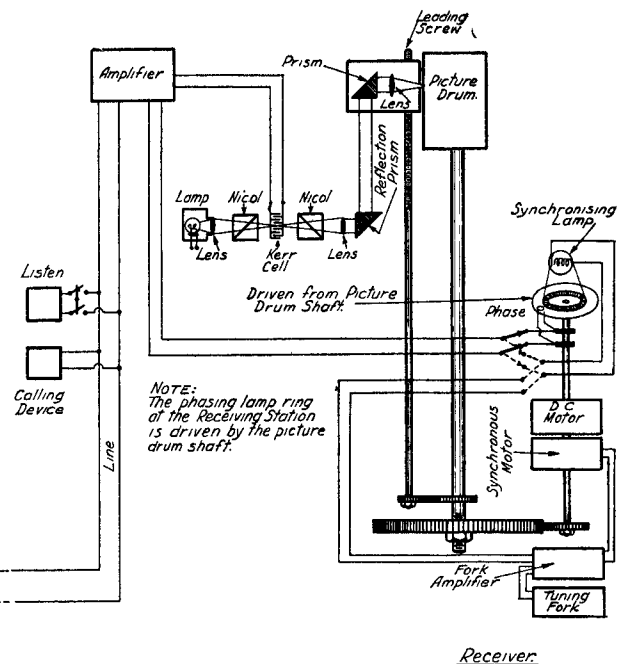 Leading
Screw
Prism
Amplifier
Lens
Picture
Drum.
Reflection
Prism
Lamp
Nicol
Nicol
Lens
Kerr
Cell
Lens
Synchronising
Lamp
Listen
Driven from Picture
Drum Shaft.
Phase
Calling
Device
NOTE:
The phasing lamp ring
at the Receiving Station
is driven by the picture
drum shaft.
Line
D C
Motor
Synchronous
Motor
Fork
Amplifier
Tuning
Fork
Receiver.